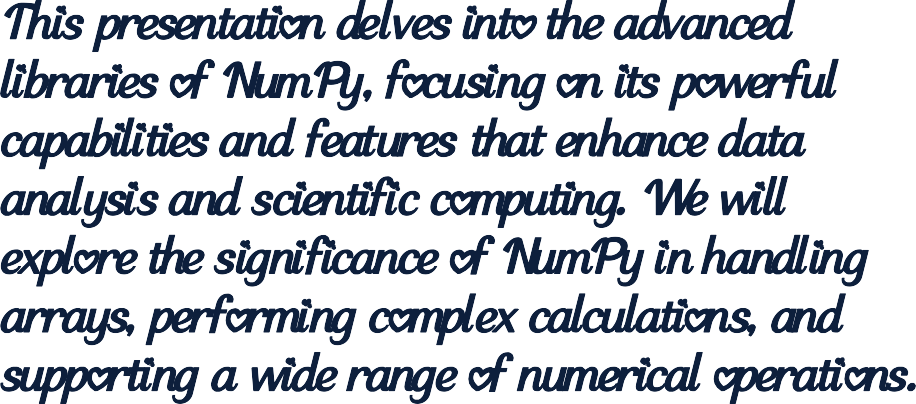 This presentation delves into the advanced
libraries of NumPy, focusing on its powerful
capabilities and features that enhance data
analysis and scientific computing. We will
explore the significance of NumPy in handling
arrays, performing complex calculations, and
supporting a wide range of numerical operations.